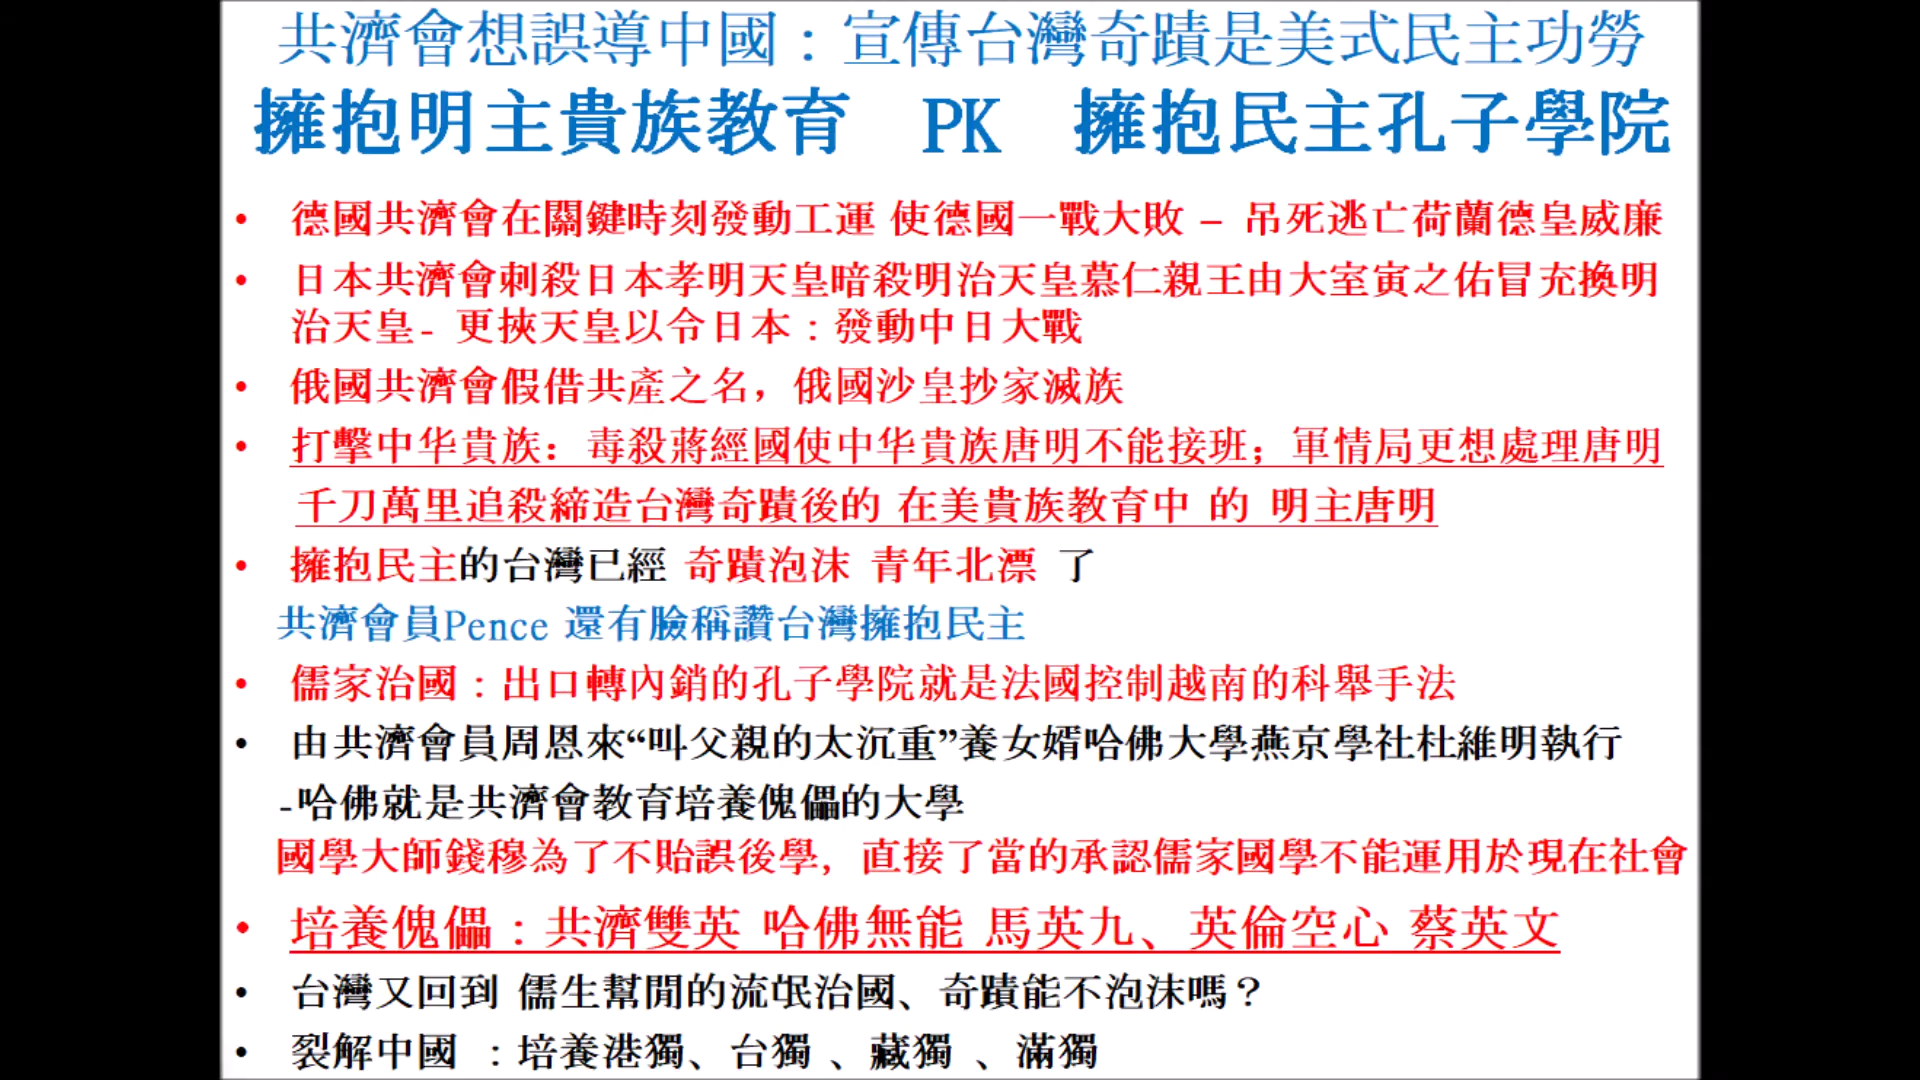 共濟會想誤導中國：宣傳台灣奇蹟是美式民主功勞
擁抱明主貴族教育 PK 擁抱民主孔子學院
• 德國共濟會在關鍵時刻發動工運 使德國一戰大敗 – 吊死逃亡荷蘭德皇威廉
• 日本共濟會刺殺日本孝明天皇暗殺明治天皇慕仁親王由大室寅之佑冒充換明
治天皇- 更挾天皇以令日本：發動中日大戰
• 俄國共濟會假借共產之名，俄國沙皇抄家滅族
• 打擊中华貴族：毒殺蔣經國使中华貴族唐明不能接班；軍情局更想處理唐明
千刀萬里追殺締造台灣奇蹟後的 在美貴族教育中 的 明主唐明
• 擁抱民主的台灣已經 奇蹟泡沫 青年北漂 了
共濟會員Pence 還有臉稱讚台灣擁抱民主
• 儒家治國：出口轉內銷的孔子學院就是法國控制越南的科舉手法
• 由共濟會員周恩來“叫父親的太沉重”養女婿哈佛大學燕京學社杜維明執行
-哈佛就是共濟會教育培養傀儡的大學
國學大師錢穆為了不貽誤後學，直接了當的承認儒家國學不能運用於現在社會
• 培養傀儡：共濟雙英 哈佛無能 馬英九、英倫空心 蔡英文
• 台灣又回到 儒生幫閒的流氓治國、奇蹟能不泡沫嗎？
• 裂解中國 ：培養港獨、台獨 、藏獨 、滿獨